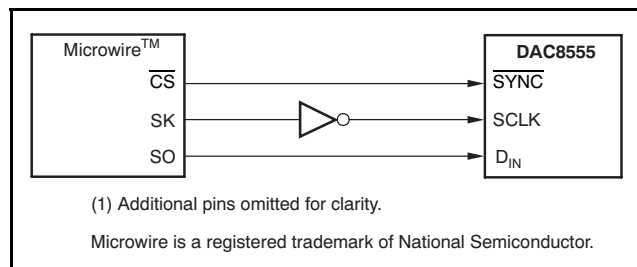 Microwire™ DAC8555
CS SYNC
SK SCLK
SO DIN
(1) Additional pins omitted for clarity.
Microwire is a registered trademark of National Semiconductor.